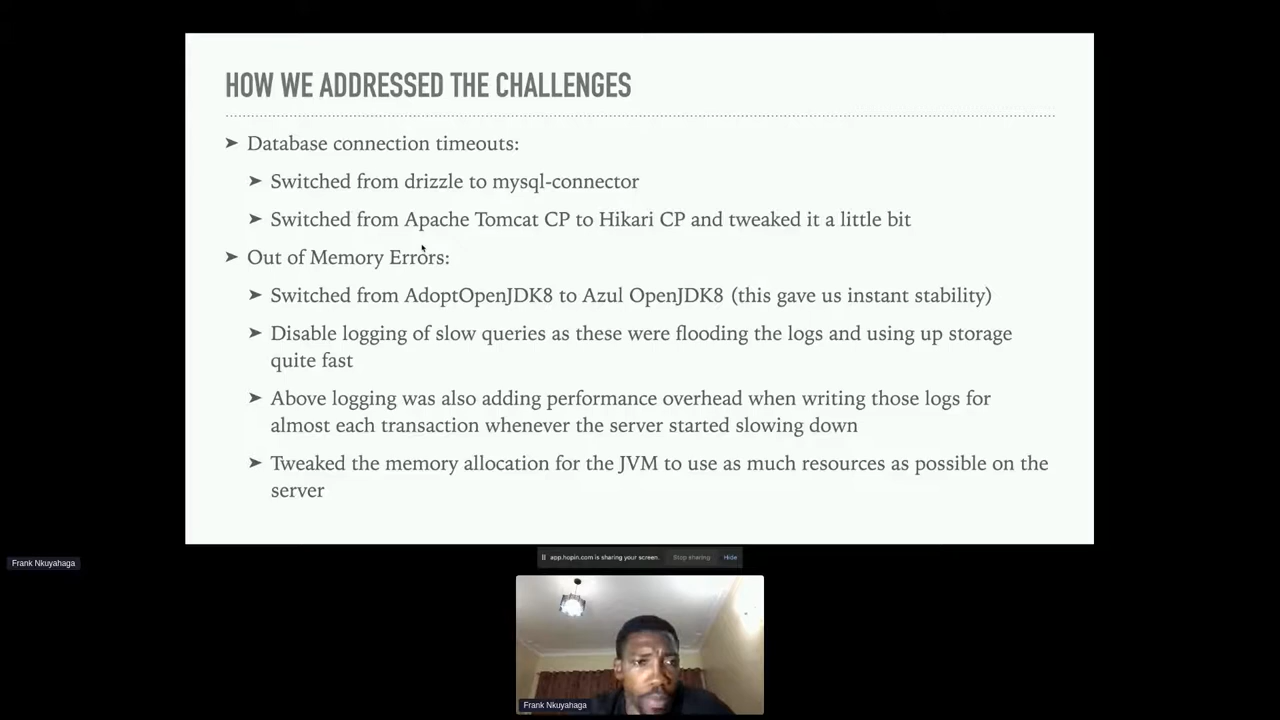 HOW WE ADDRESSED THE CHALLENGES
➤ Database connection timeouts:
➤ Switched from drizzle to mysql-connector
➤ Switched from Apache Tomcat CP to Hikari CP and tweaked it a little bit
➤ Out of Memory Errors:
➤ Switched from AdoptOpenJDK8 to Azul OpenJDK8 (this gave us instant stability)
➤ Disable logging of slow queries as these were flooding the logs and using up storage
quite fast
➤ Above logging was also adding performance overhead when writing those logs for
almost each transaction whenever the server started slowing down
➤ Tweaked the memory allocation for the JVM to use as much resources as possible on the
server
app.hopin.com is sharing your screen. Stop sharing Hide
Frank Nkuyahaga
Frank Nkuyahaga